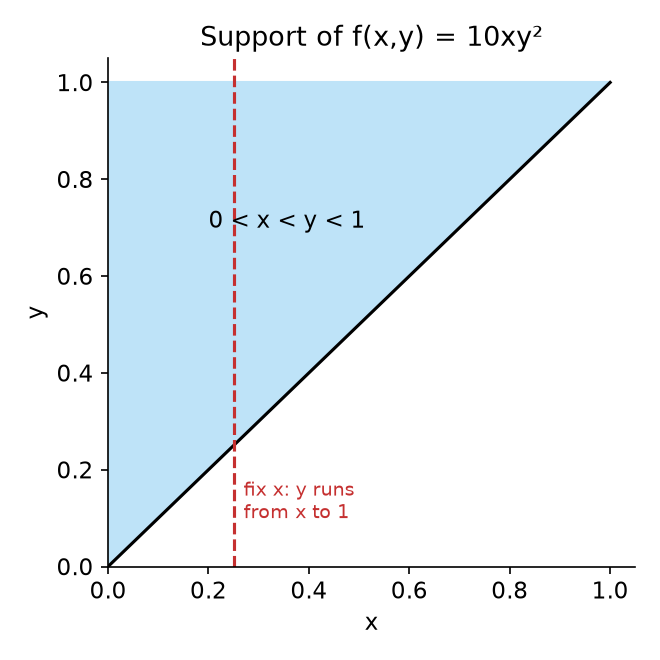 Support of f(x,y) = 10xy²
1.0
0.8
0.6
0.4
0.2
0.0
y
0 < x < y < 1
fix x: y runs
from x to 1
0.0 0.2 0.4 0.6 0.8 1.0
x